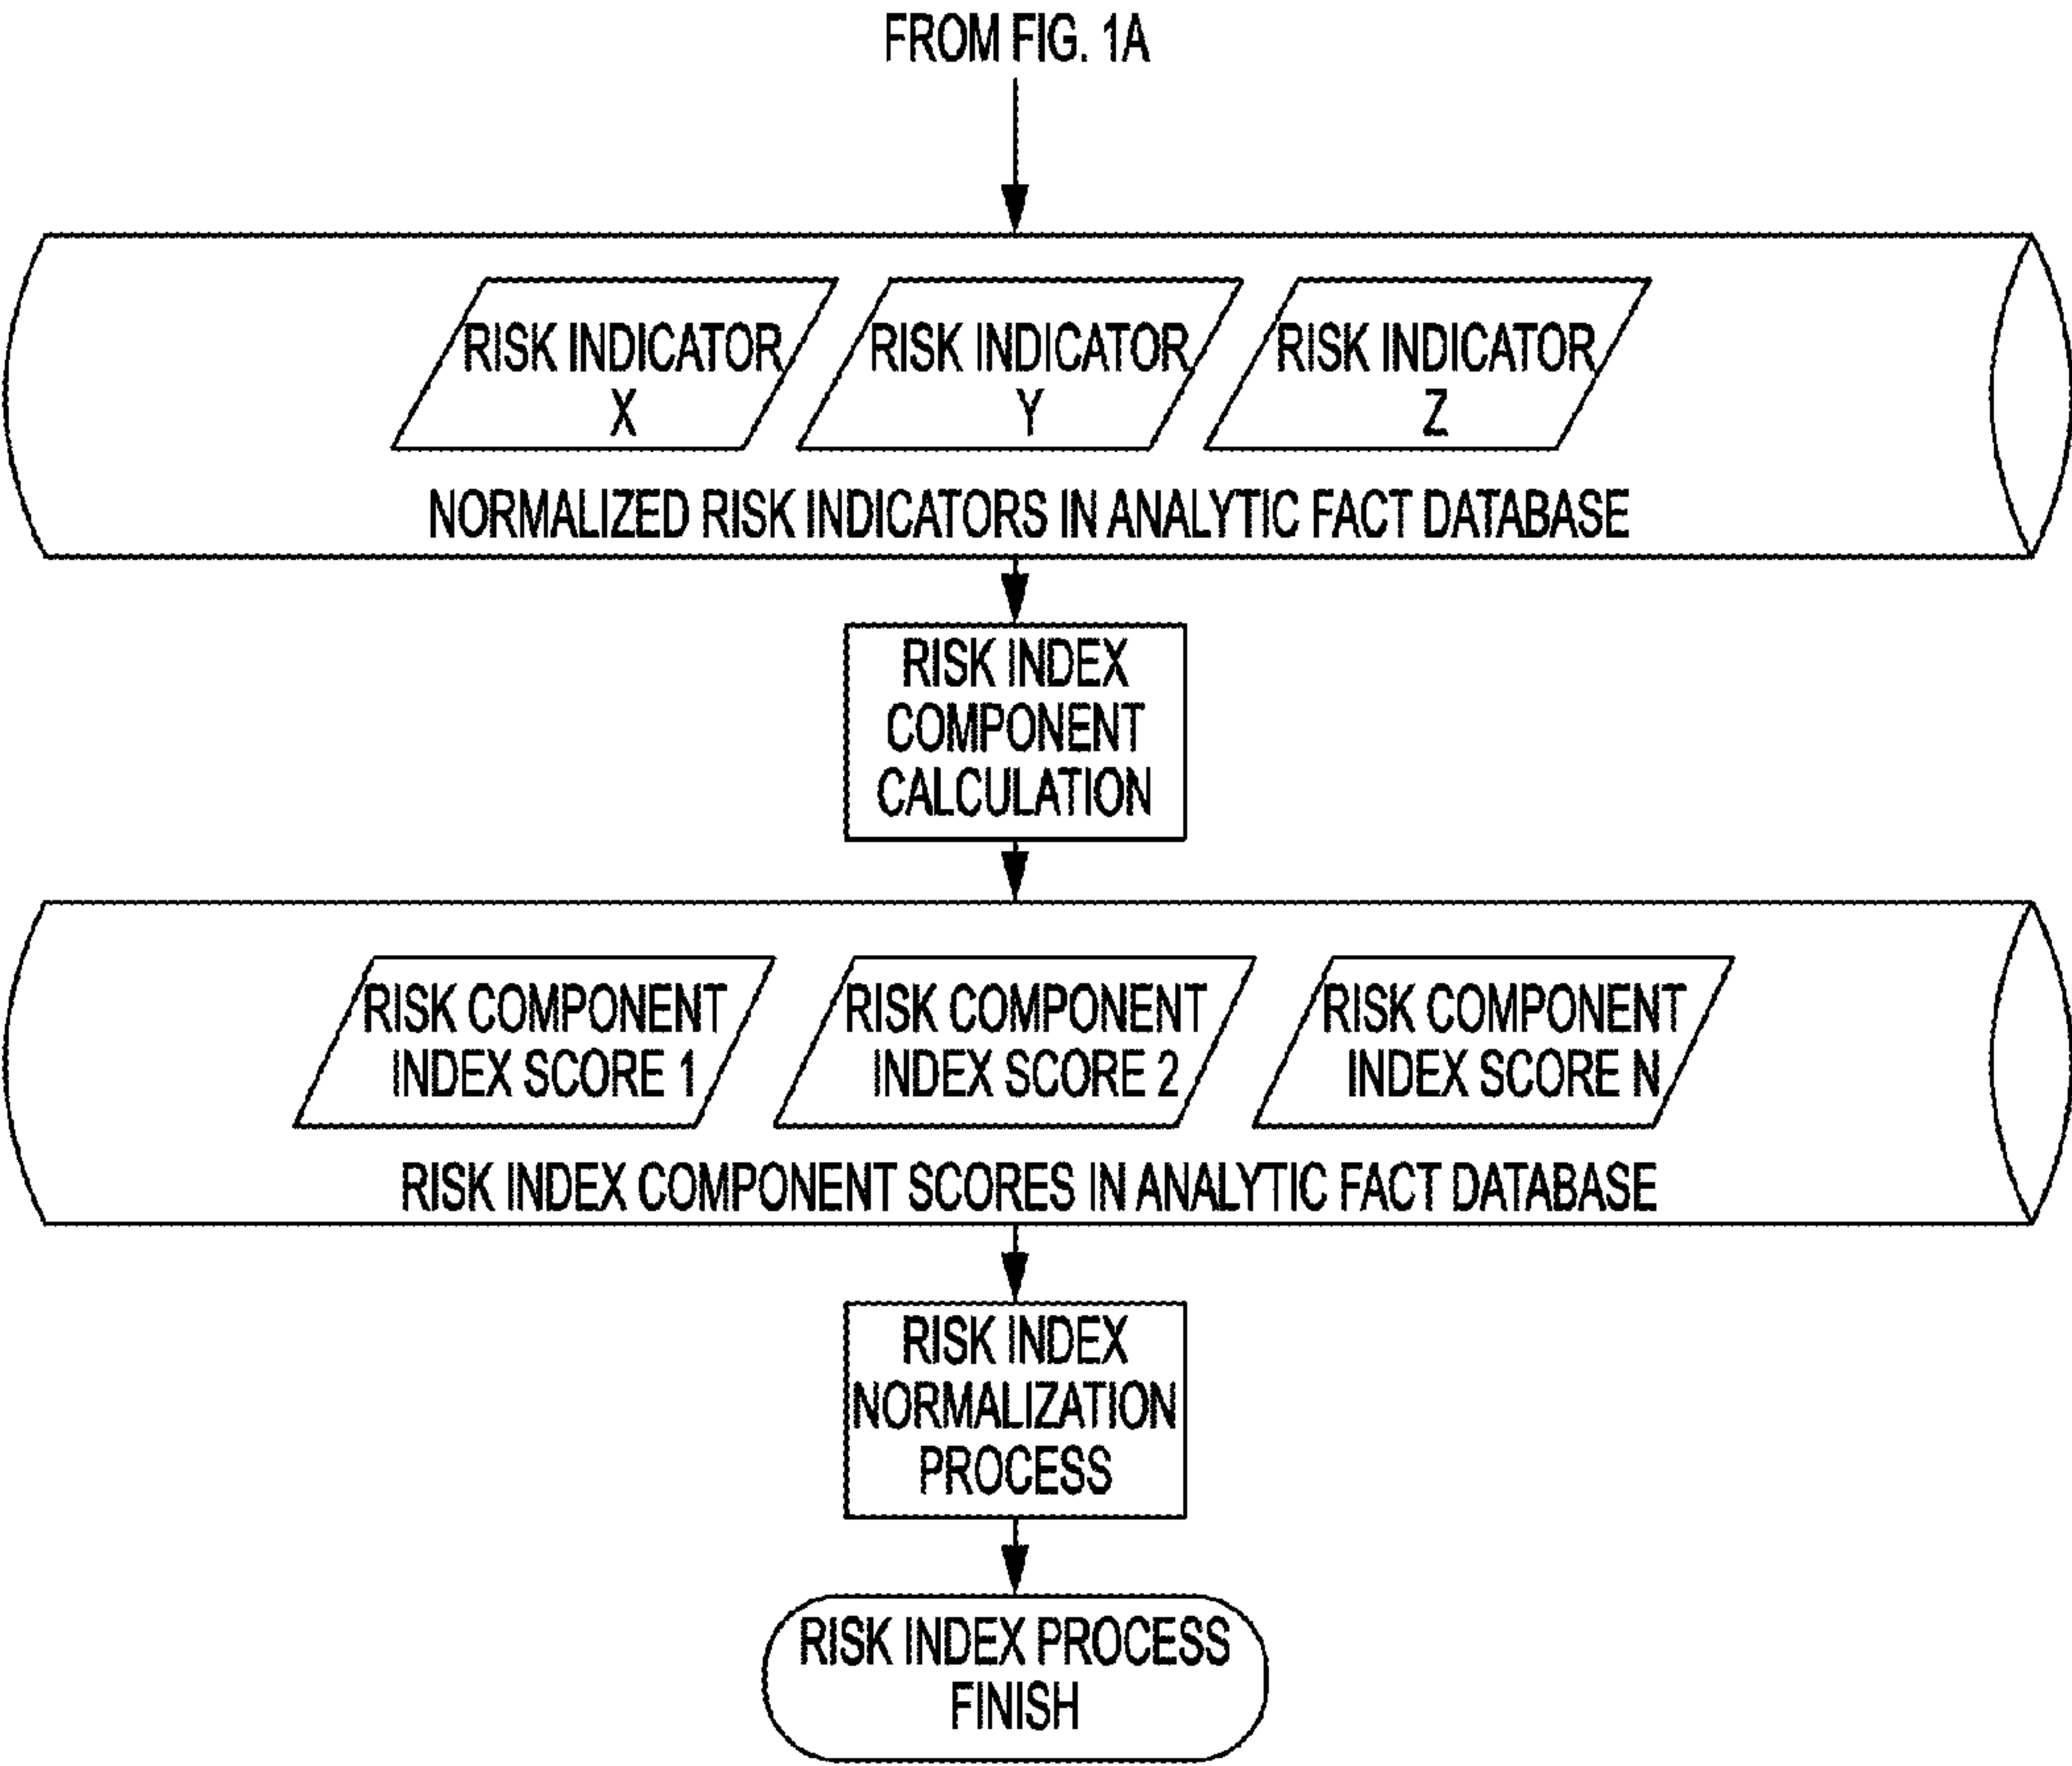 FROM FIG. 1A
RISK INDICATOR
X
RISK INDICATOR
Y
RISK INDICATOR
Z
NORMALIZED RISK INDICATORS IN ANALYTIC FACT DATABASE
RISK INDEX
COMPONENT
CALCULATION
RISK COMPONENT
INDEX SCORE 1
RISK COMPONENT
INDEX SCORE 2
RISK COMPONENT
INDEX SCORE N
RISK INDEX COMPONENT SCORES IN ANALYTIC FACT DATABASE
RISK INDEX
NORMALIZATION
PROCESS
RISK INDEX PROCESS
FINISH